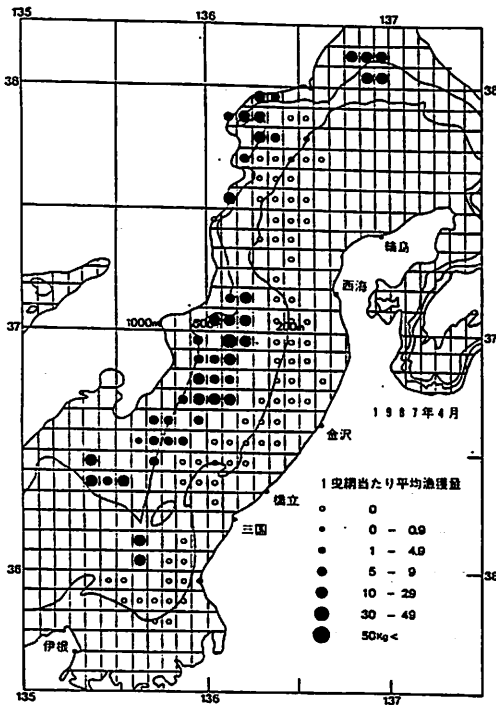 135
136
137
38
38
輪島
西海
1000m
500m
200m
37
37
1987年4月
金沢
1曳網当たり平均漁獲量
橋立
○ 0
三国
● 0 - 0.9
● 1 - 4.9
38
● 5 - 9
36
● 10 - 29
● 30 - 49
伊根
● 50Kg<
135
136
137